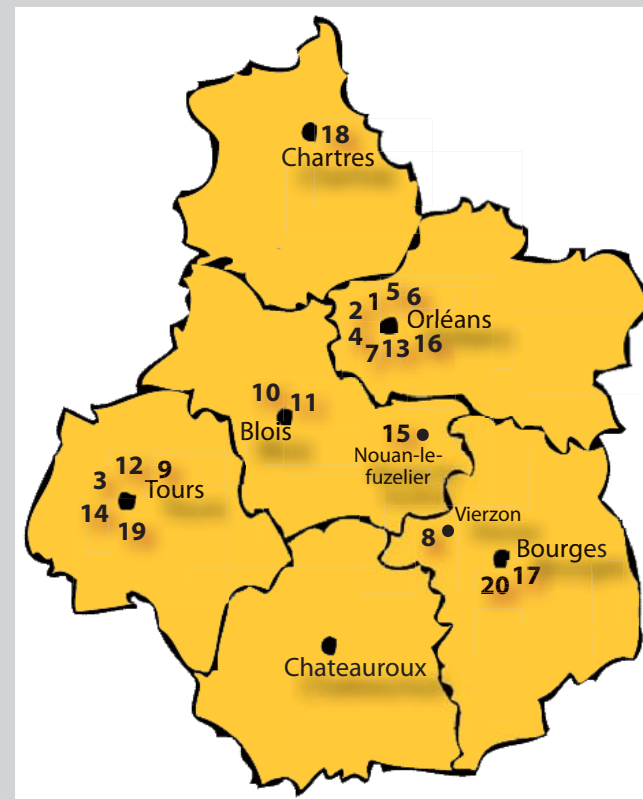 18
Chartres
1 5 6
2
Orléans
4 7 13 16
10 11
Blois
15
Nouan-le-
fuzelier
12 9
3
Tours
14 19
Vierzon
8
Bourges
20 17
Chateauroux